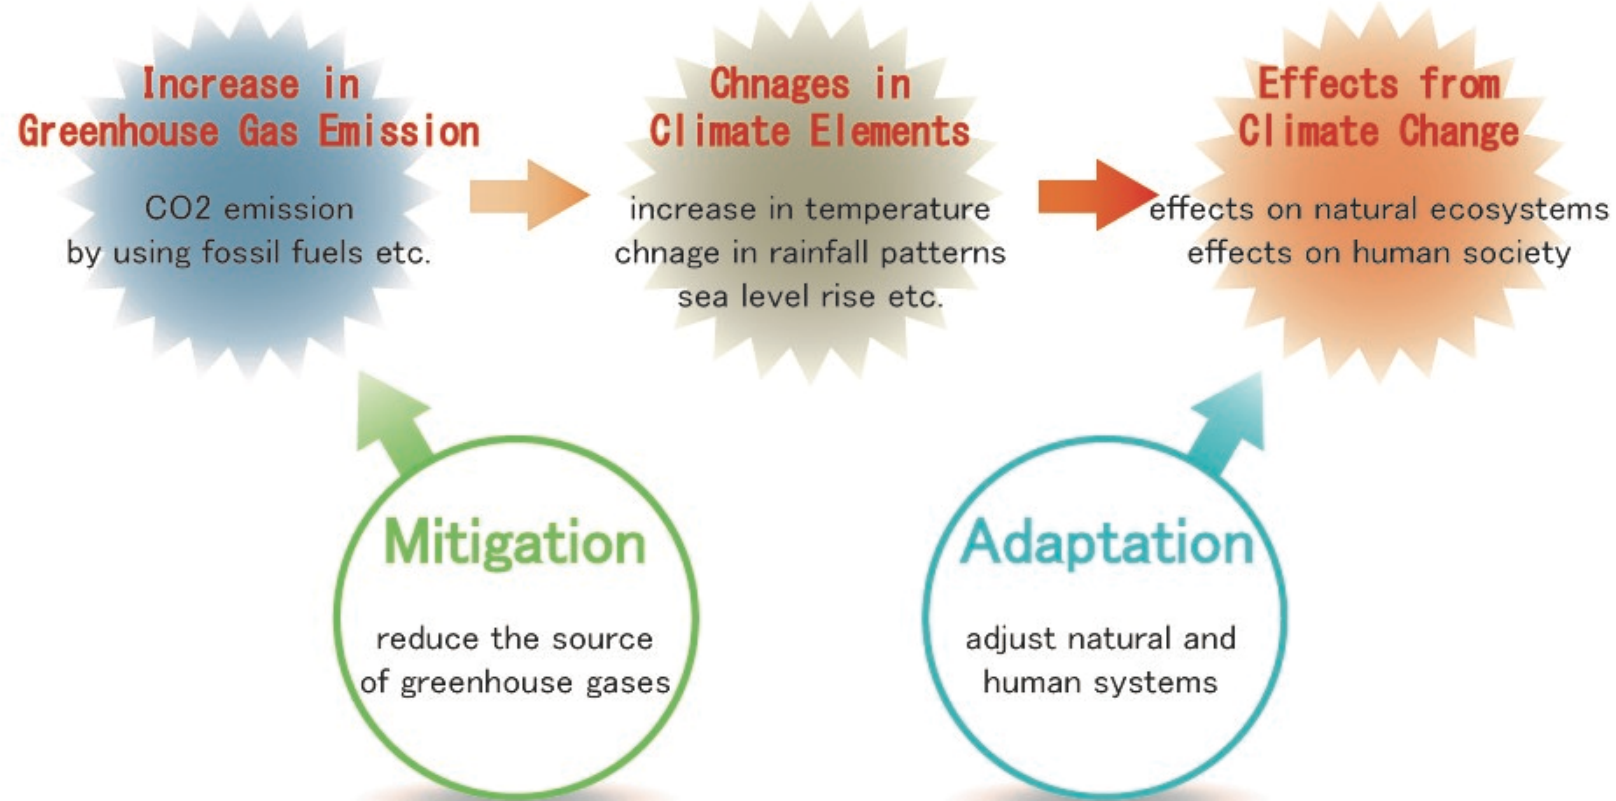 Increase in
Greenhouse Gas Emission
CO2 emission
by using fossil fuels etc.
Chnages in
Climate Elements
increase in temperature
chnage in rainfall patterns
sea level rise etc.
Effects from
Climate Change
effects on natural ecosystems
effects on human society
Mitigation
reduce the source
of greenhouse gases
Adaptation
adjust natural and
human systems